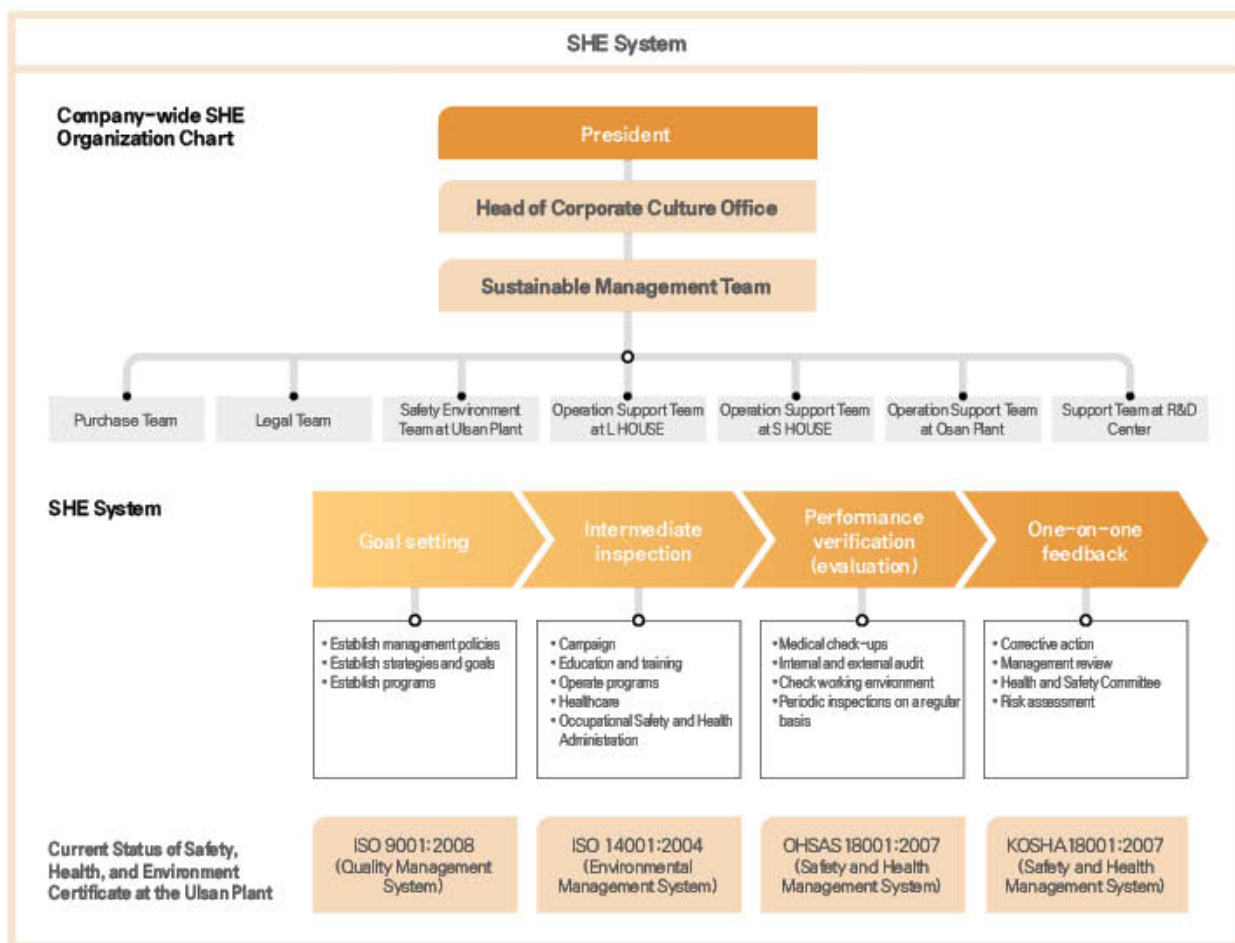 SHE System
Company-wide SHE
Organization Chart
President
Head of Corporate Culture Office
Sustainable Management Team
Purchase Team
Legal Team
Safety Environment
Team at Ulsan Plant
Operation Support Team
at L HOUSE
Operation Support Team
at S HOUSE
Operation Support Team
at Osan Plant
Support Team at R&D
Center
SHE System
Goal setting
Intermediate
inspection
Performance
verification
(evaluation)
One-on-one
feedback
• Establish management policies
• Establish strategies and goals
• Establish programs
• Campaign
• Education and training
• Operate programs
• Healthcare
• Occupational Safety and Health
Administration
• Medical check-ups
• Internal and external audit
• Check working environment
• Periodic inspections on a regular
basis
• Corrective action
• Management review
• Health and Safety Committee
• Risk assessment
Current Status of Safety,
Health, and Environment
Certificate at the Ulsan Plant
ISO 9001:2008
(Quality Management
System)
ISO 14001:2004
(Environmental
Management System)
OHSAS 18001:2007
(Safety and Health
Management System)
KOSHA 18001:2007
(Safety and Health
Management System)